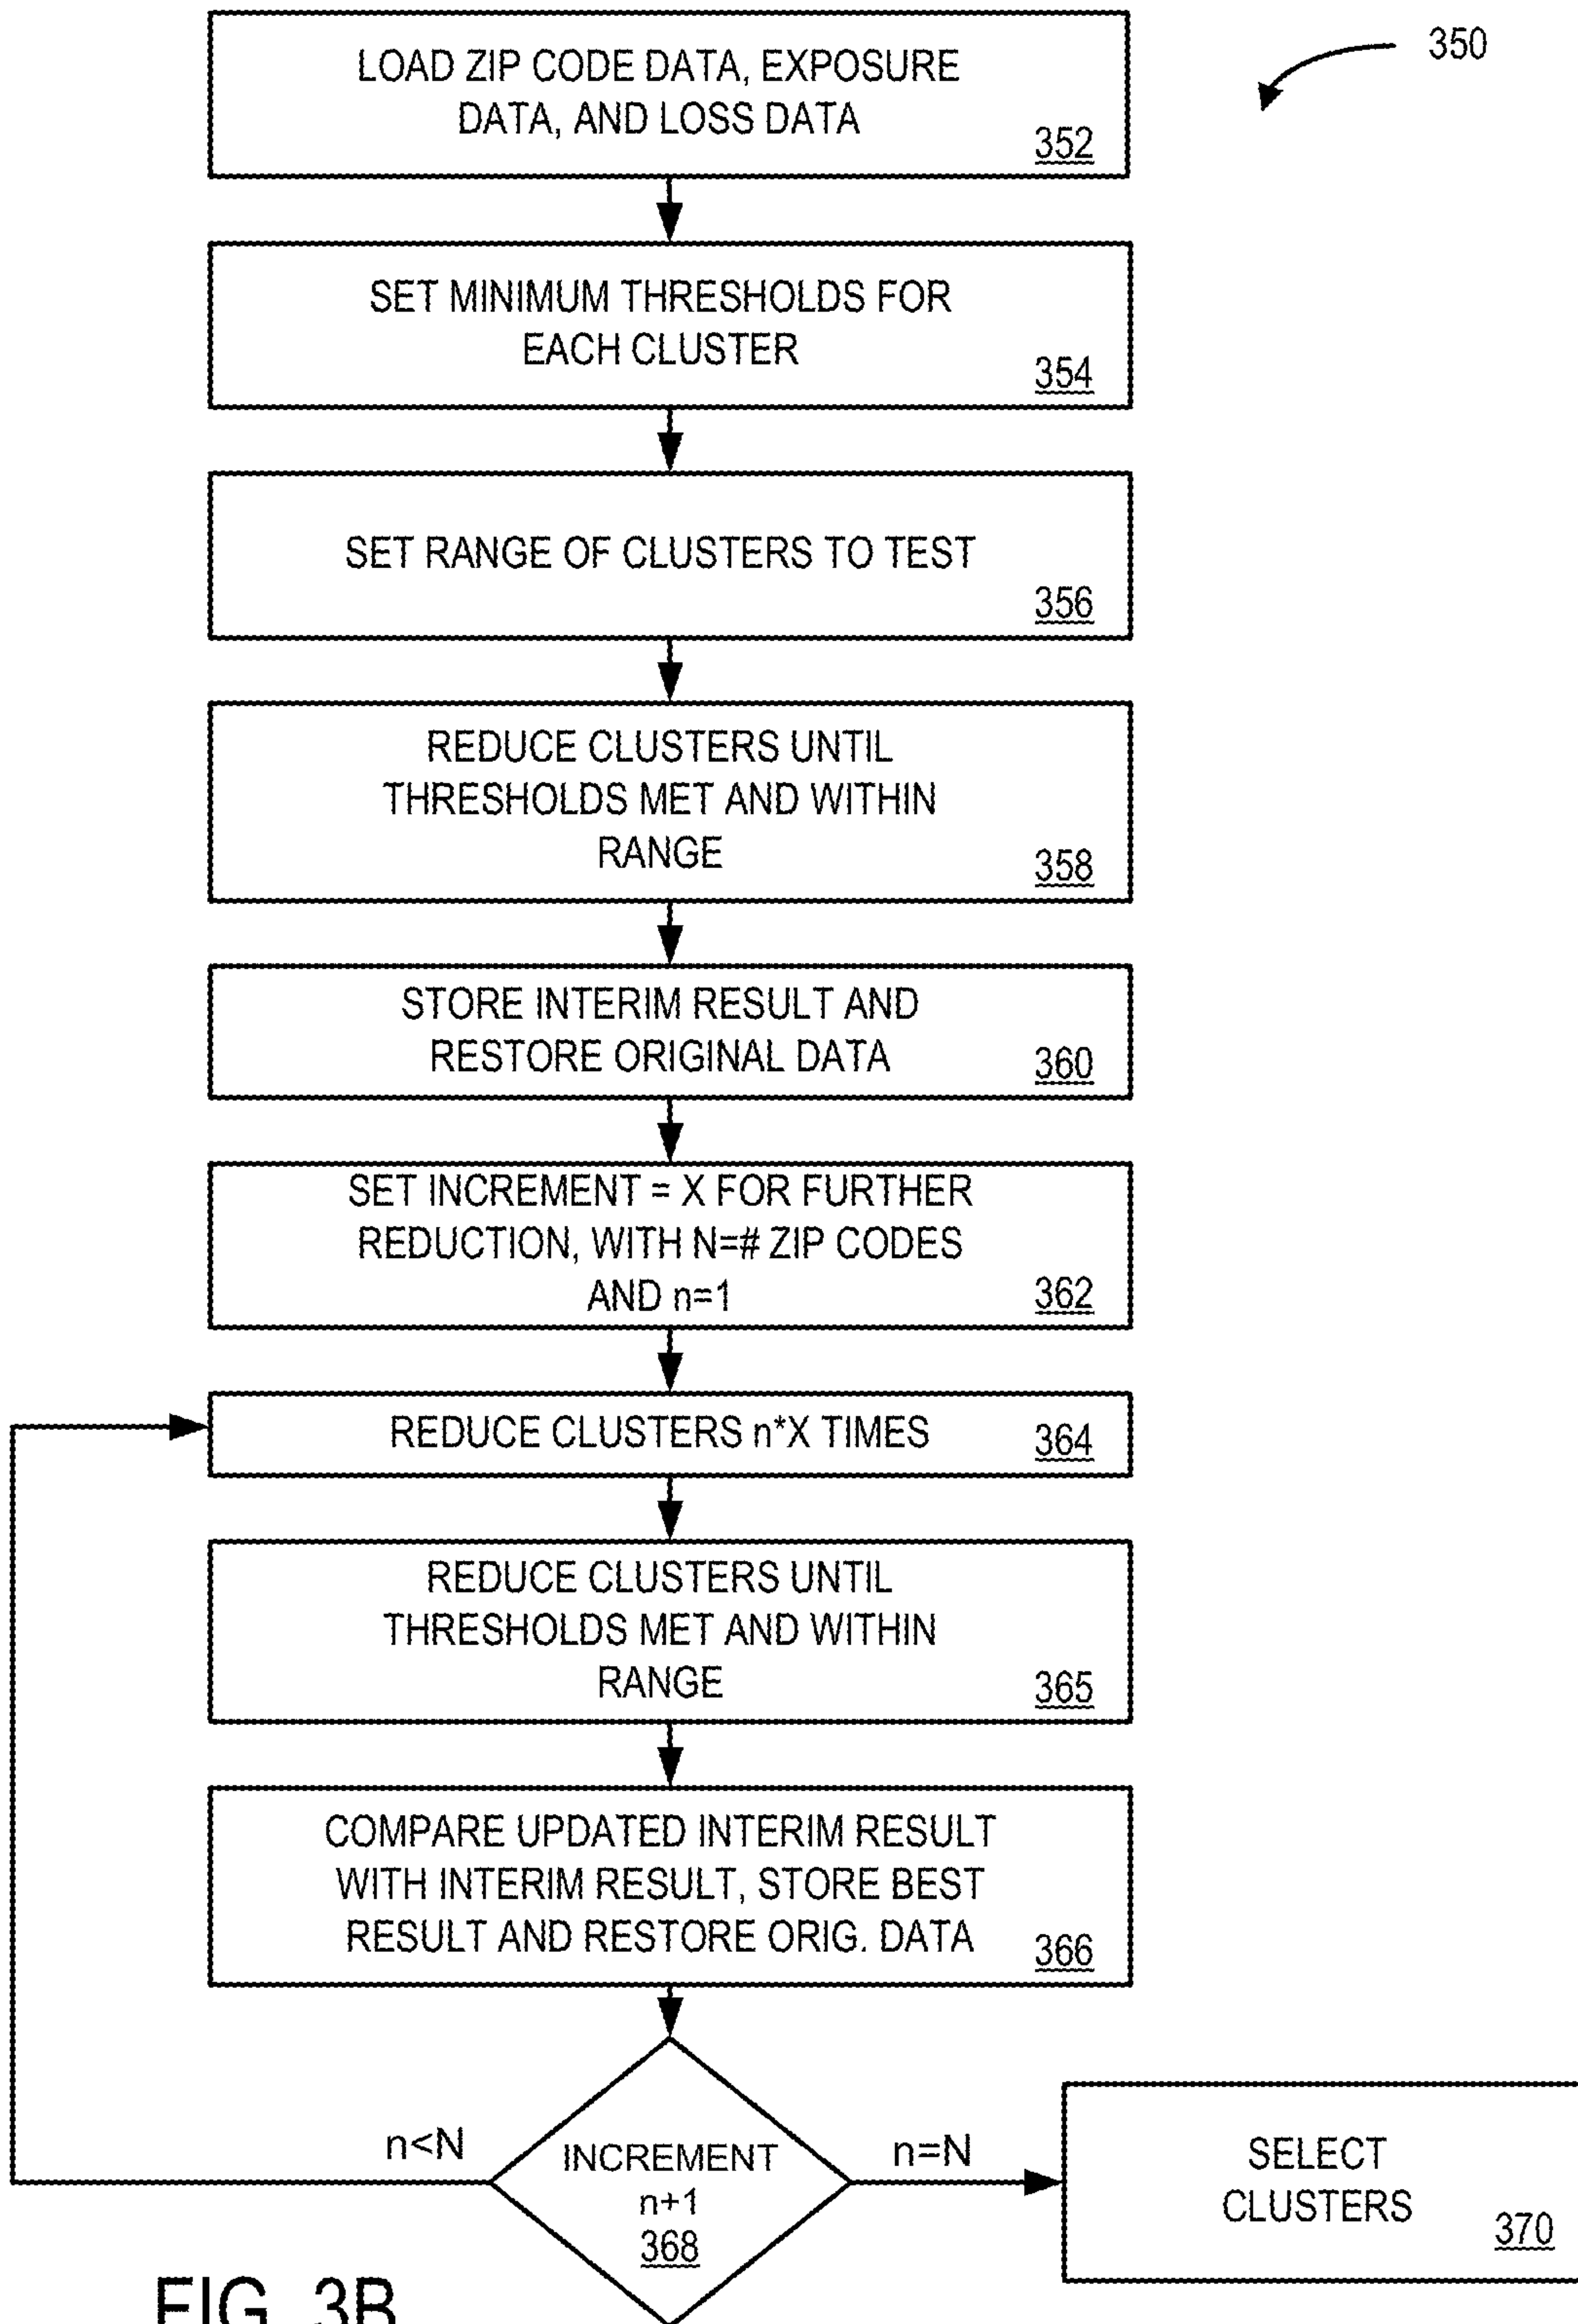 350
LOAD ZIP CODE DATA, EXPOSURE
DATA, AND LOSS DATA
352
SET MINIMUM THRESHOLDS FOR
EACH CLUSTER
354
SET RANGE OF CLUSTERS TO TEST
356
REDUCE CLUSTERS UNTIL
THRESHOLDS MET AND WITHIN
RANGE
358
STORE INTERIM RESULT AND
RESTORE ORIGINAL DATA
360
SET INCREMENT = X FOR FURTHER
REDUCTION, WITH N=# ZIP CODES
AND n=1
362
REDUCE CLUSTERS n*X TIMES
364
REDUCE CLUSTERS UNTIL
THRESHOLDS MET AND WITHIN
RANGE
365
COMPARE UPDATED INTERIM RESULT
WITH INTERIM RESULT, STORE BEST
RESULT AND RESTORE ORIG. DATA
366
n<N
INCREMENT
n+1
368
n=N
SELECT
CLUSTERS
370
FIG. 3B